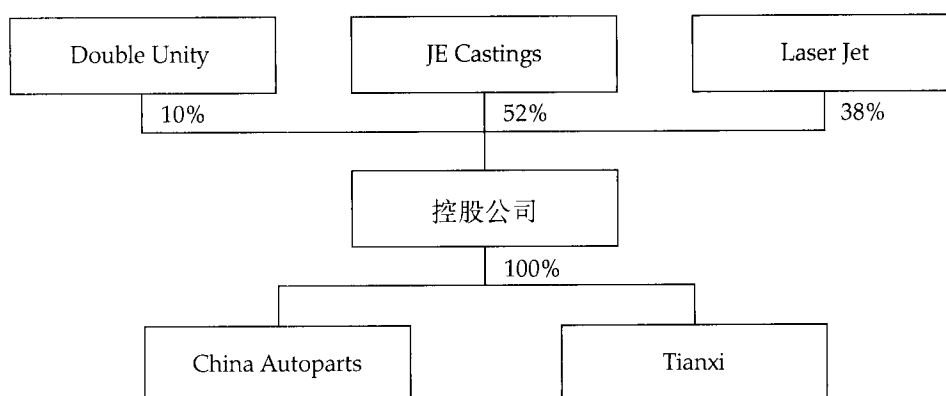 Double Unity
JE Castings
Laser Jet
10%
52%
38%
控股公司
100%
China Autoparts
Tianxi